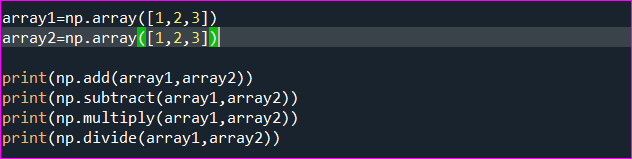 array1=np.array([1,2,3])
array2=np.array([1,2,3])
print(np.add(array1,array2))
print(np.subtract(array1,array2))
print(np.multiply(array1,array2))
print(np.divide(array1,array2))